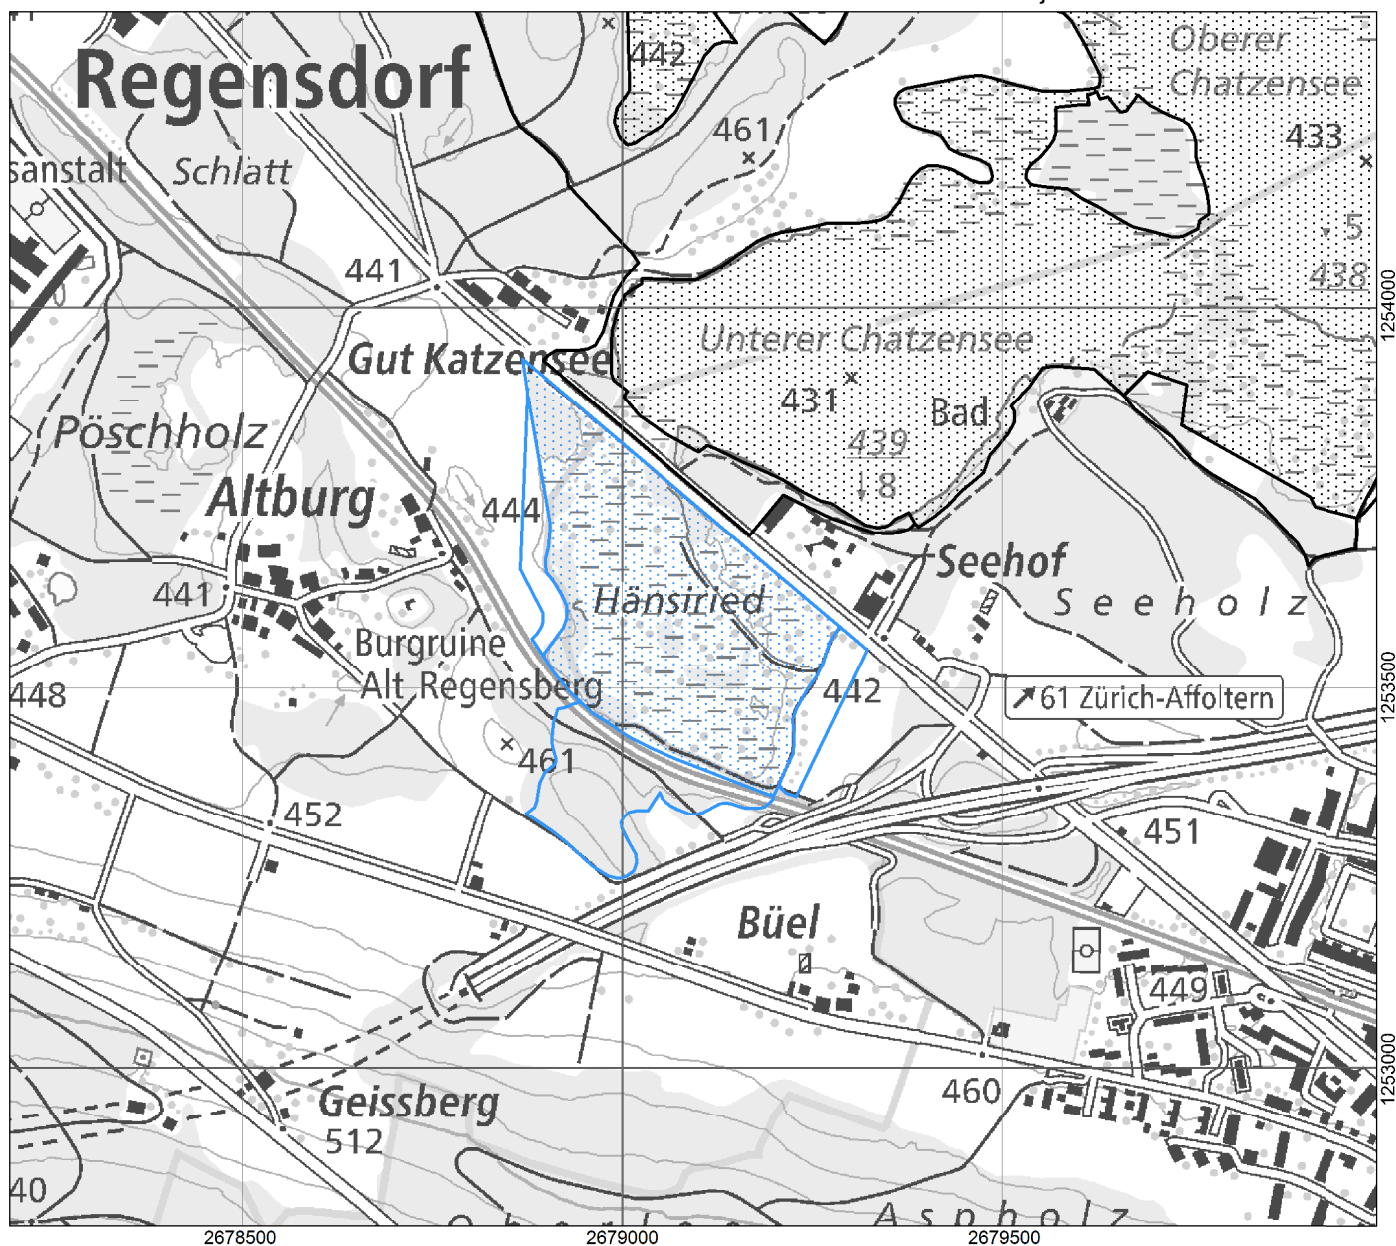 442
Oberer
Chatzensee
Regensdorf
461
433
sanstalt
Schlatt
5
441
438
1254000
Unterer Chatzensee
Gut Katzensee
431
Bad
Pöschholz
439
8
Altburg
444
Seehof
441
Hänsiried
Seeholz
Burgruine
Alt Regensberg
448
442
61 Zürich-Affoltern
1253500
461
452
451
Büel
449
1253000
460
Geissberg
512
40
Aspholz
2678500
2679000
2679500